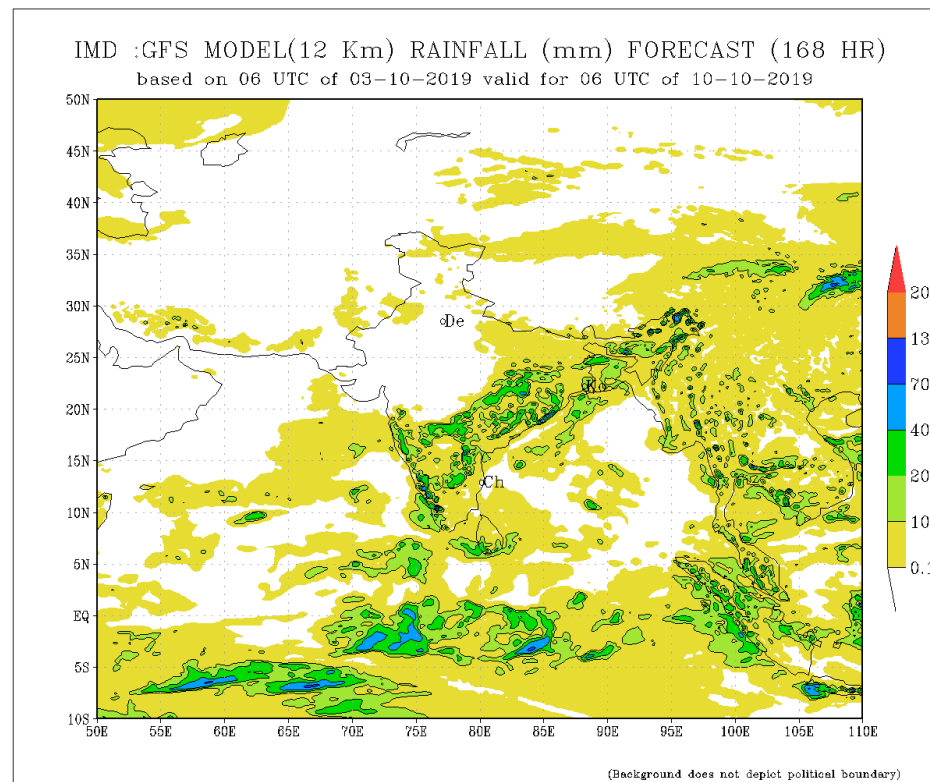 IMD :GFS MODEL(12 Km) RAINFALL (mm) FORECAST (168 HR)
based on 06 UTC of 03-10-2019 valid for 06 UTC of 10-10-2019
50N
45N
40N
35N
30N
25N
20N
15N
10N
5N
EQ
5S
10S
50E 55E 60E 65E 70E 75E 80E 85E 90E 95E 100E 105E 110E
De
Ko
Ch
20
13
70
40
20
10
0.1
(Background does not depict political boundary)